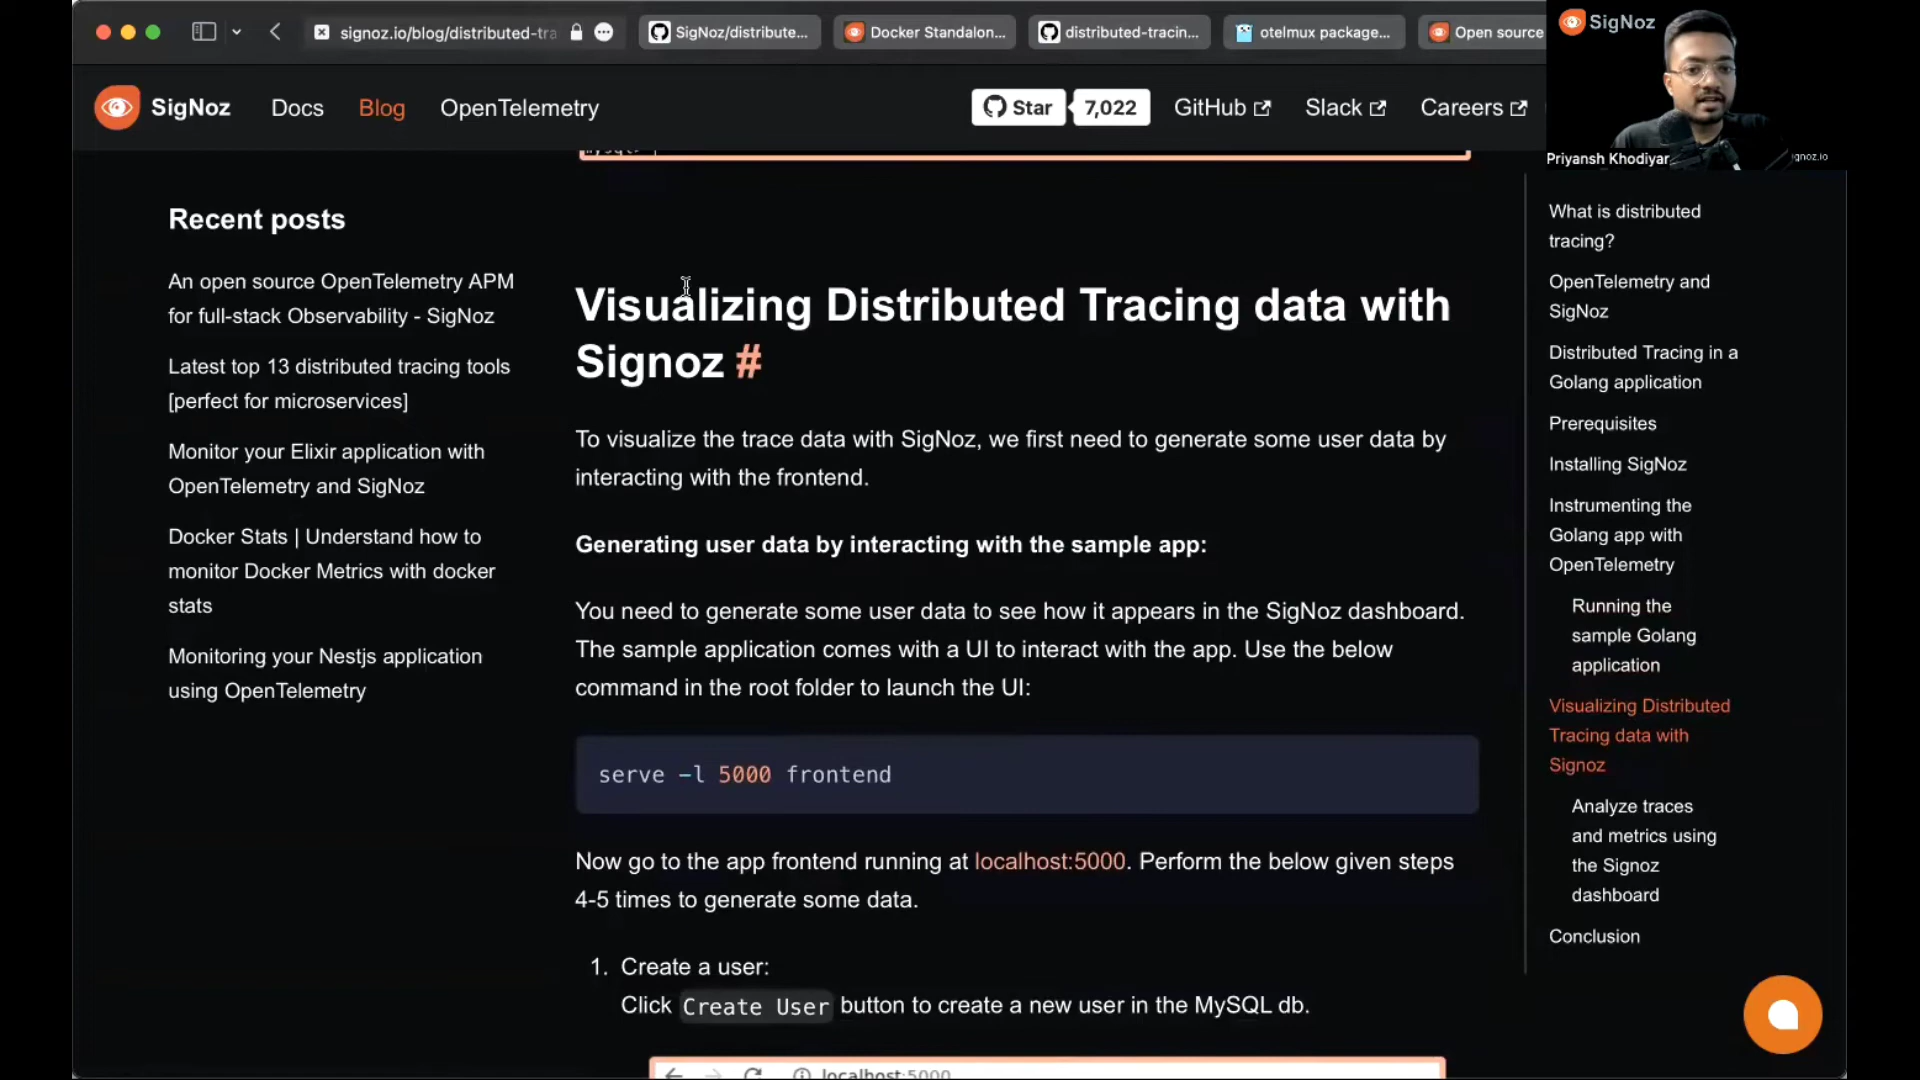 signoz.io/blog/distributed-tra
SigNoz/distribute...
Docker Standalon...
distributed-tracin...
otelmux package...
Open source
SigNoz
Priyansh Khodiyar
gnoz.io
SigNoz
Docs
Blog
OpenTelemetry
Star
7,022
GitHub
Slack
Careers
mysql>
Recent posts
An open source OpenTelemetry APM
for full-stack Observability - SigNoz
Latest top 13 distributed tracing tools
[perfect for microservices]
Monitor your Elixir application with
OpenTelemetry and SigNoz
Docker Stats | Understand how to
monitor Docker Metrics with docker
stats
Monitoring your Nestjs application
using OpenTelemetry
Visualizing Distributed Tracing data with
Signoz #
To visualize the trace data with SigNoz, we first need to generate some user data by
interacting with the frontend.
Generating user data by interacting with the sample app:
You need to generate some user data to see how it appears in the SigNoz dashboard.
The sample application comes with a UI to interact with the app. Use the below
command in the root folder to launch the UI:
serve -l 5000 frontend
Now go to the app frontend running at localhost:5000. Perform the below given steps
4-5 times to generate some data.
1. Create a user:
Click Create User button to create a new user in the MySQL db.
localhost:5000
What is distributed
tracing?
OpenTelemetry and
SigNoz
Distributed Tracing in a
Golang application
Prerequisites
Installing SigNoz
Instrumenting the
Golang app with
OpenTelemetry
Running the
sample Golang
application
Visualizing Distributed
Tracing data with
Signoz
Analyze traces
and metrics using
the Signoz
dashboard
Conclusion